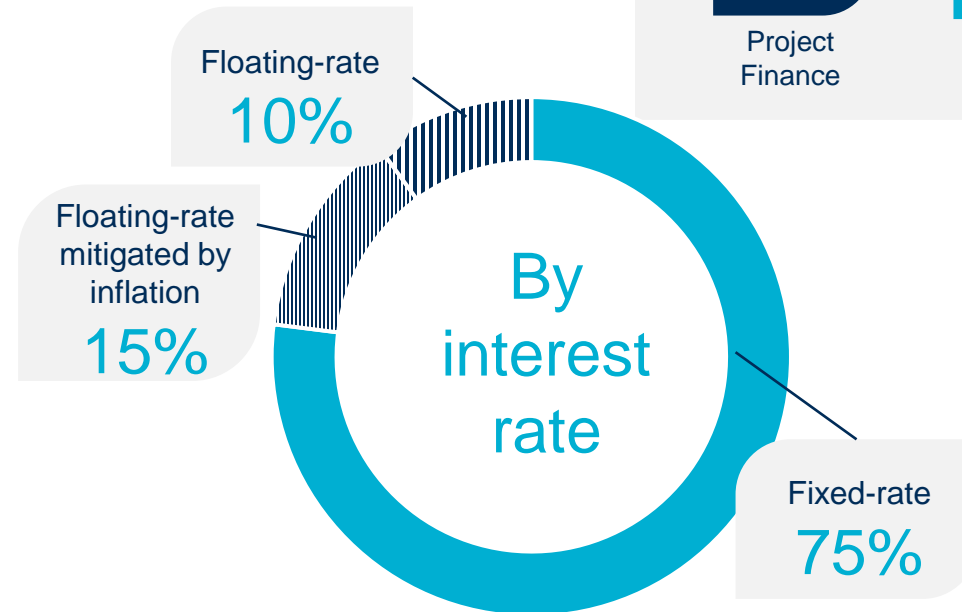 Project
Finance
Floating-rate
10%
Floating-rate
mitigated by
inflation
15%
By
interest
rate
Fixed-rate
75%